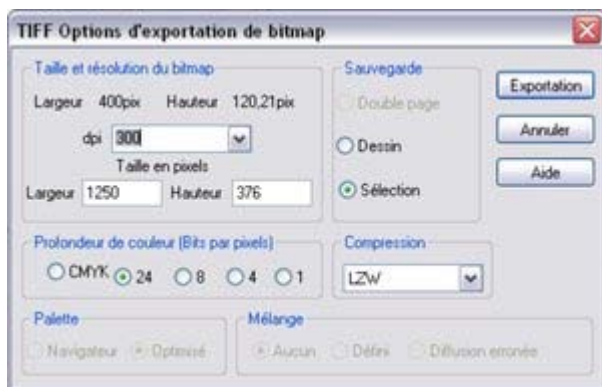 TIFF Options d'exportation de bitmap
Taille et résolution du bitmap
Largeur 400pix Hauteur 120,21pix
dpi 300
Taille en pixels
Largeur 1250 Hauteur 376
Sauvegarde
Double page
Dessin
Sélection
Exportation
Annuler
Aide
Profondeur de couleur (Bits par pixels)
CMYK 24 8 4 1
Compression
LZW
Palette
Navigateur Optimisé
Mélange
Aucun Défini Diffusion erronée